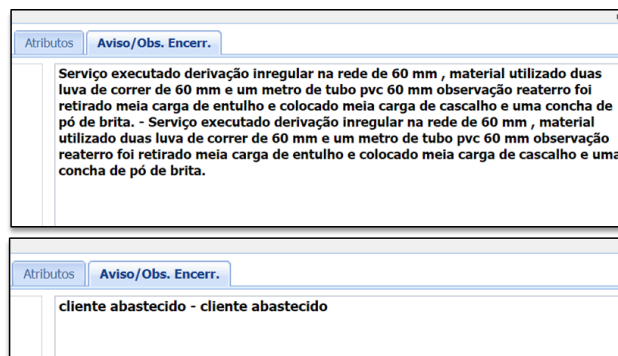 Atributos Aviso/Obs. Encerr.
Serviço executado derivação inregular na rede de 60 mm , material utilizado duas
luva de correr de 60 mm e um metro de tubo pvc 60 mm observação reaterro foi
retirado meia carga de entulho e colocado meia carga de cascalho e uma concha de
pó de brita. - Serviço executado derivação inregular na rede de 60 mm , material
utilizado duas luva de correr de 60 mm e um metro de tubo pvc 60 mm observação
reaterro foi retirado meia carga de entulho e colocado meia carga de cascalho e uma
concha de pó de brita.
Atributos Aviso/Obs. Encerr.
cliente abastecido - cliente abastecido